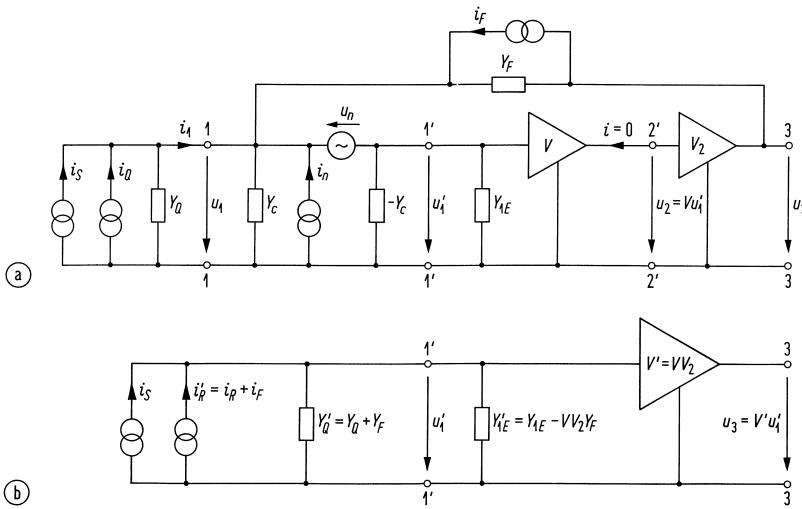 i_F
Y_F
u_n
i_1 1 1' V i=0 2' V_2 3
i_S i_Q Y_Q u_1 Y_c i_n -Y_c u_1' Y_1E u_2=Vu_1'
1 1' 2' 3
a
1' V'=VV_2 3
i_S i_R'=i_R+i_F Y_Q'=Y_Q+Y_F u_1' Y_1E'=Y_1E-VV_2Y_F u_3=V'u_1'
1' 3
b